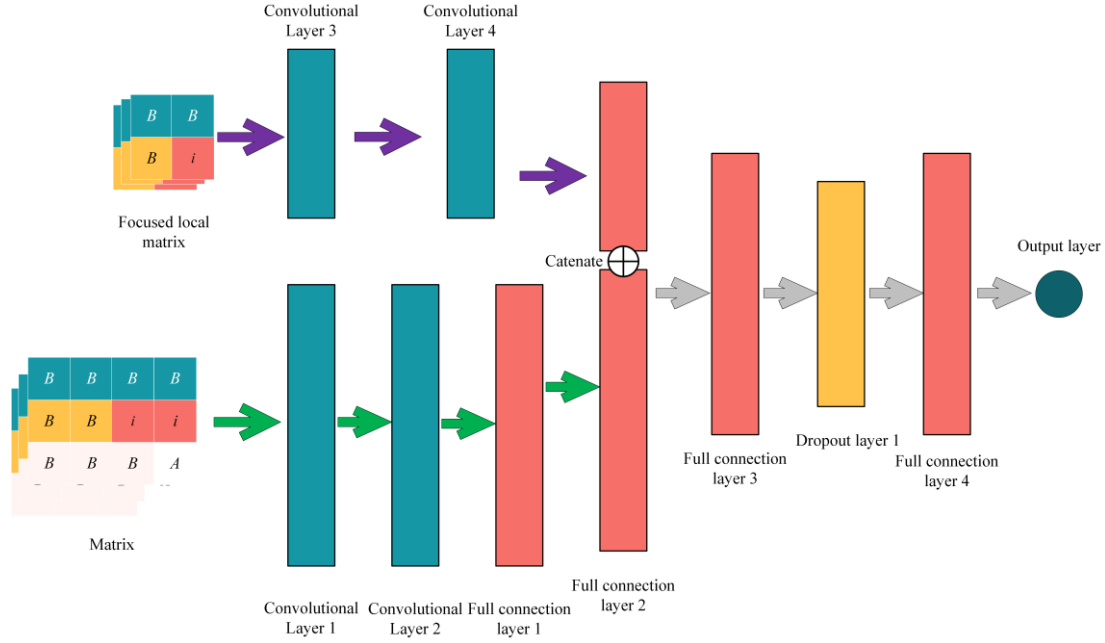 Convolutional
Layer 3
Convolutional
Layer 4
B B
B i
Focused local
matrix
Catenate
Output layer
B B B B
B B i i
B B B A
Matrix
Dropout layer 1
Full connection
layer 3
Full connection
layer 4
Convolutional
Layer 1
Convolutional
Layer 2
Full connection
layer 1
Full connection
layer 2